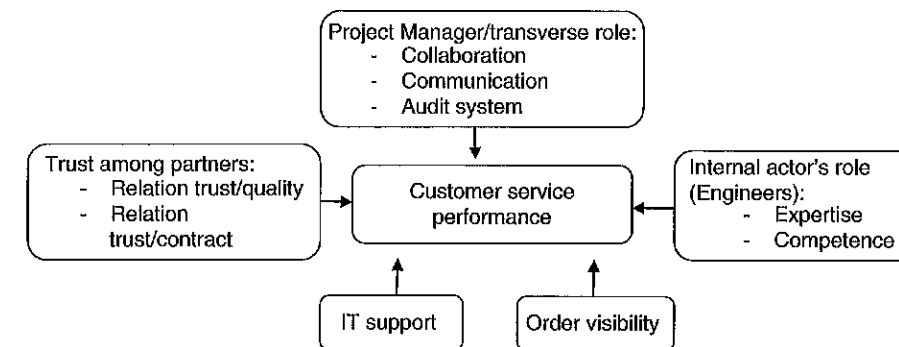 Project Manager/transverse role:
- Collaboration
- Communication
- Audit system
Trust among partners:
- Relation trust/quality
- Relation
trust/contract
Customer service
performance
Internal actor's role
(Engineers):
- Expertise
- Competence
IT support
Order visibility